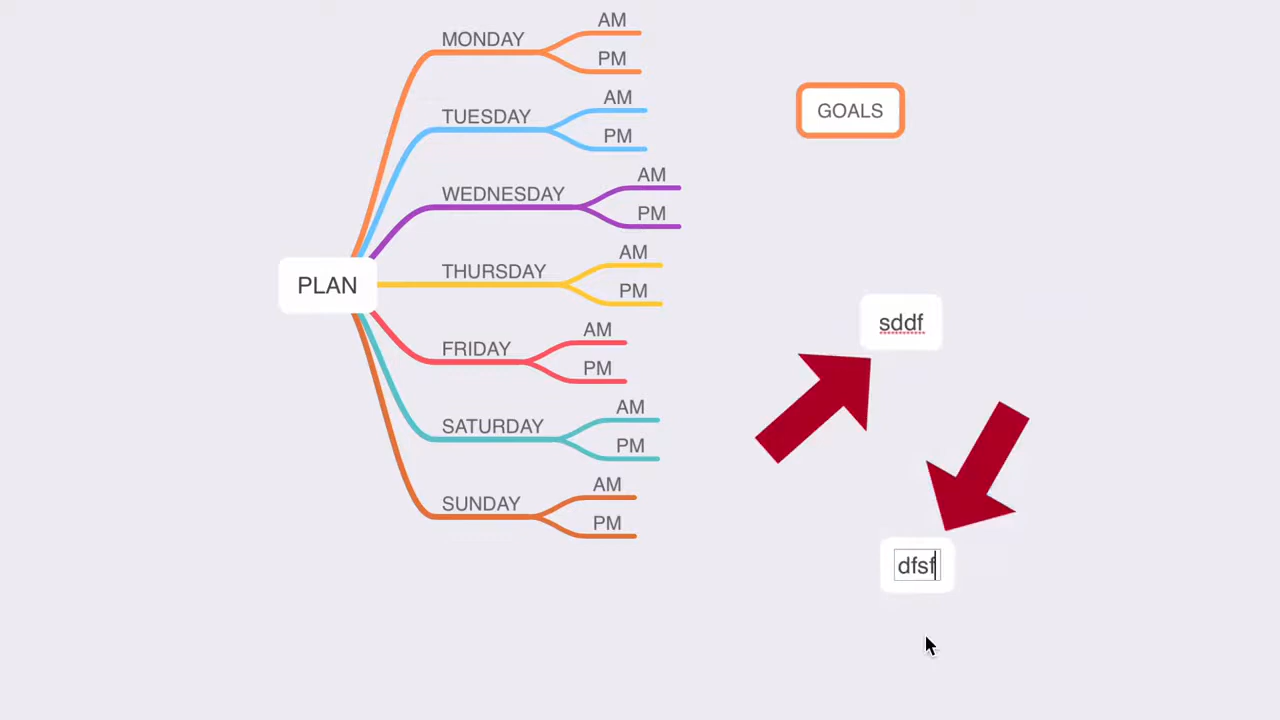 PLAN
MONDAY
AM
PM
TUESDAY
AM
PM
WEDNESDAY
AM
PM
THURSDAY
AM
PM
FRIDAY
AM
PM
SATURDAY
AM
PM
SUNDAY
AM
PM
GOALS
sddf
dfsf